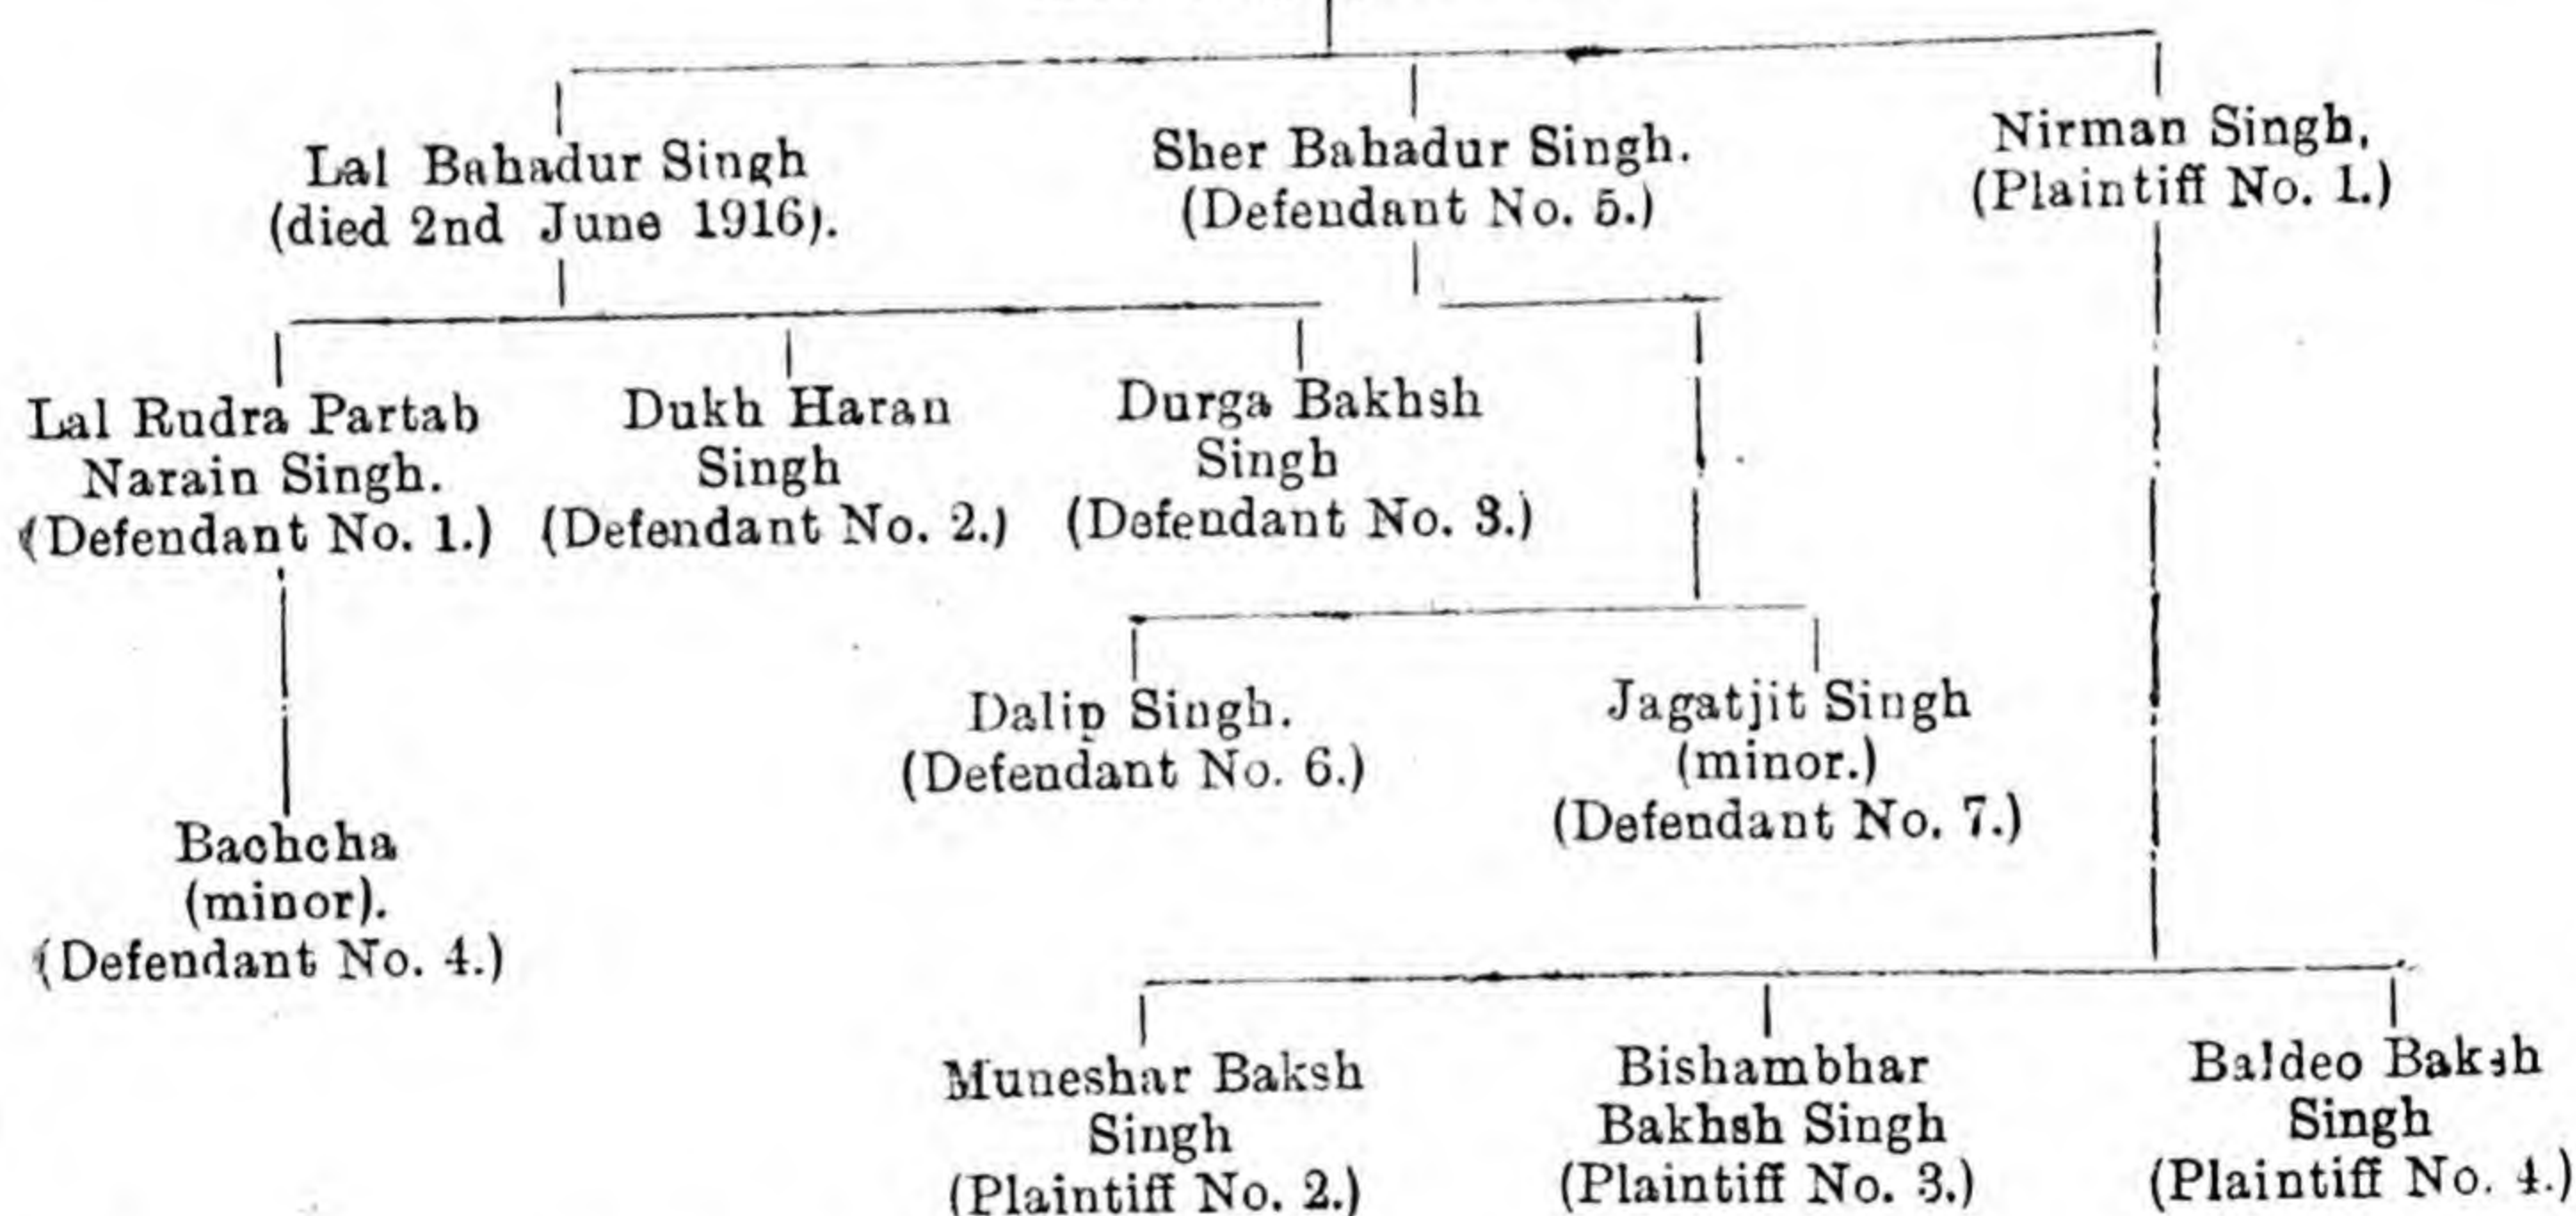 Lal Bahadur Singh
(died 2nd June 1916).
Sher Bahadur Singh.
(Defendant No. 5.)
Nirman Singh,
(Plaintiff No. 1.)
Lal Rudra Partab
Narain Singh.
(Defendant No. 1.)
Dukh Haran
Singh
(Defendant No. 2.)
Durga Bakhsh
Singh
(Defendant No. 3.)
Dalip Singh.
(Defendant No. 6.)
Jagatjit Singh
(minor.)
(Defendant No. 7.)
Bachcha
(minor).
(Defendant No. 4.)
Muneshar Baksh
Singh
(Plaintiff No. 2.)
Bishambhar
Bakhsh Singh
(Plaintiff No. 3.)
Baldeo Baksh
Singh
(Plaintiff No. 4.)